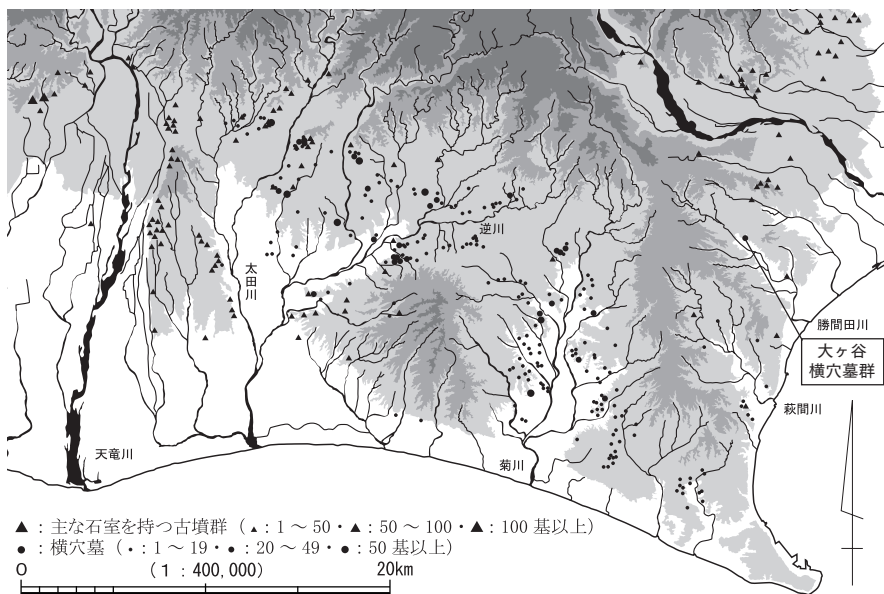 逆川
太田川
勝間田川
大ヶ谷
横穴墓群
萩間川
天竜川
菊川
▲：主な石室を持つ古墳群（▲：1～50・▲：50～100・▲：100基以上）
●：横穴墓（・：1～19・●：20～49・●：50基以上）
0 （1：400,000） 20km